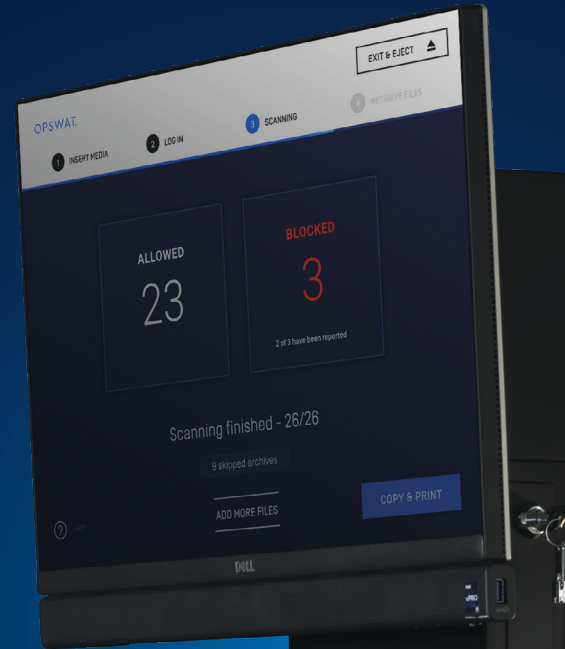 EXIT & EJECT
OPSWAT.
1 INSERT MEDIA
2 LOG IN
3 SCANNING
4 RETRIEVE FILES
ALLOWED
23
BLOCKED
3
2 of 3 have been reported
Scanning finished - 26/26
9 skipped archives
ADD MORE FILES
COPY & PRINT
?
DELL
vPRO